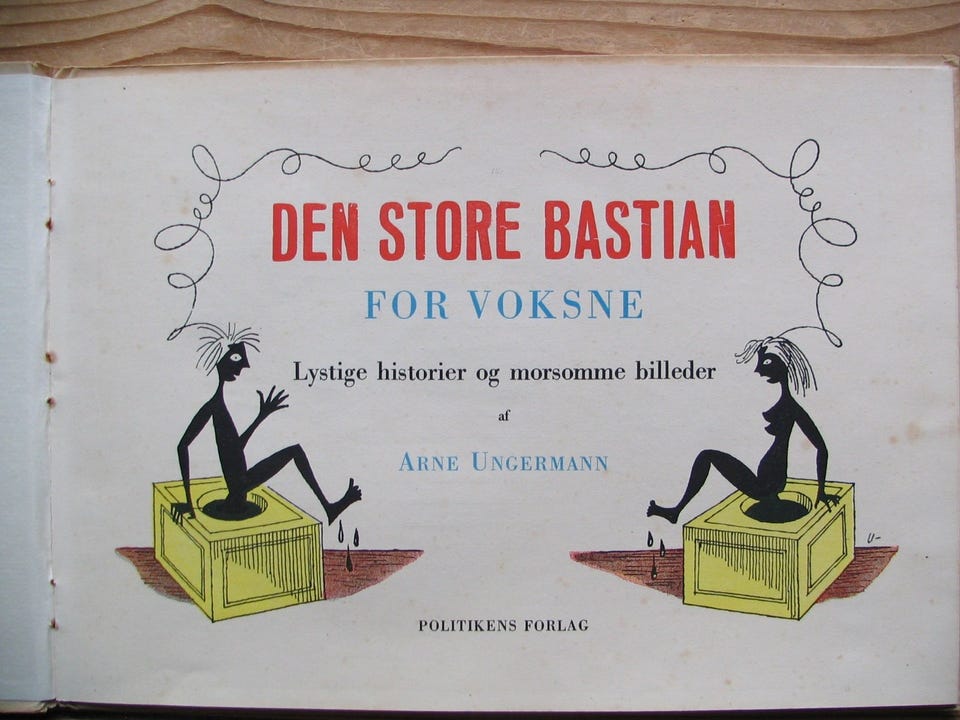 DEN STORE BASTIAN
FOR VOKSNE
Lystige historier og morsomme billeder
af
ARNE UNGERMANN
U-
POLITIKENS FORLAG